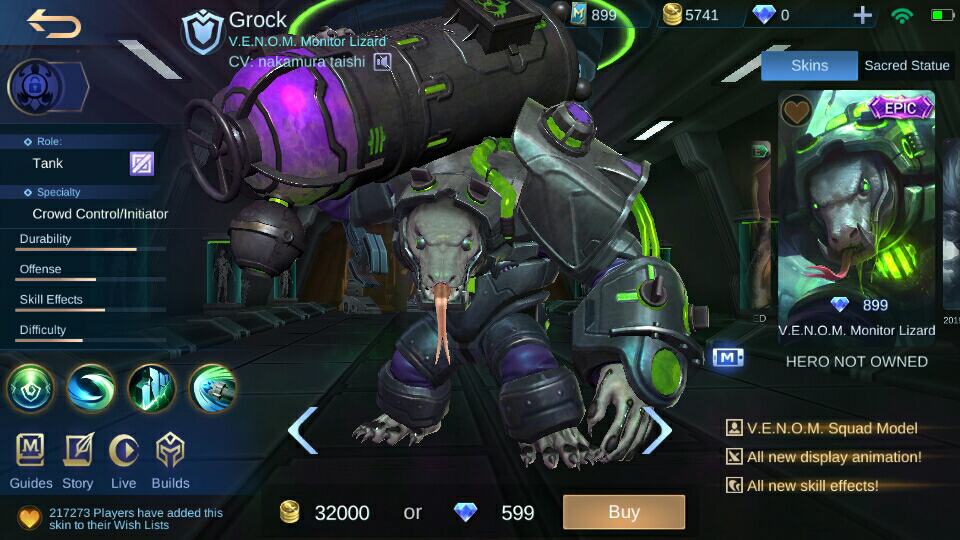 Grock
V.E.N.O.M. Monitor Lizard
CV: nakamura taishi
899
5741
0
Skins
Sacred Statue
Role:
Tank
Specialty
Crowd Control/Initiator
Durability
Offense
Skill Effects
Difficulty
Guides
Story
Live
Builds
217273 Players have added this
skin to their Wish Lists
32000
or
599
Buy
EPIC
899
V.E.N.O.M. Monitor Lizard
HERO NOT OWNED
ED
201
M
V.E.N.O.M. Squad Model
All new display animation!
All new skill effects!